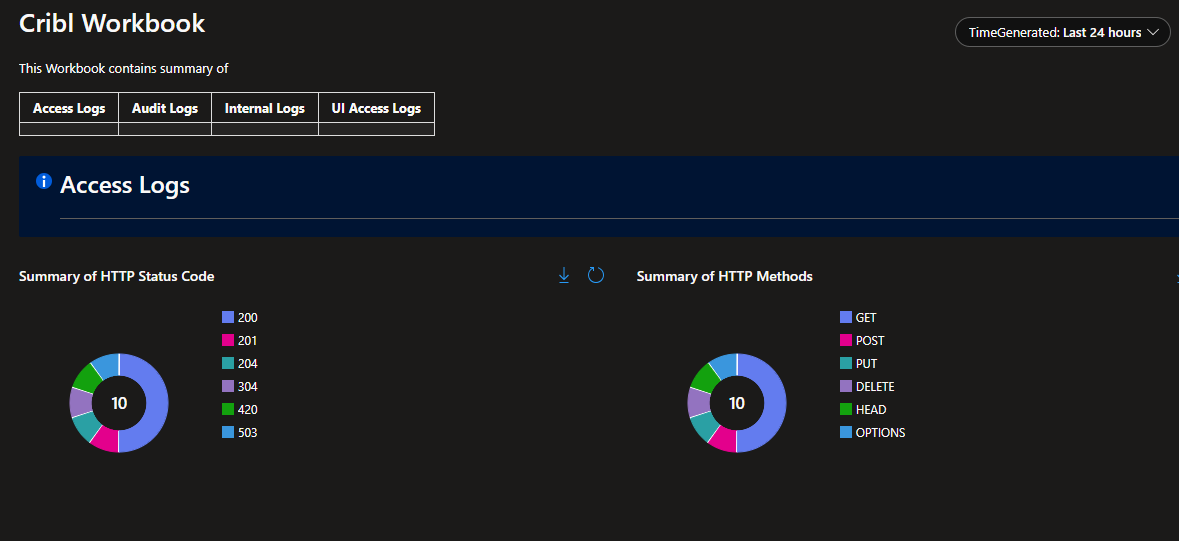 Cribl Workbook
TimeGenerated: Last 24 hours
This Workbook contains summary of
Access Logs Audit Logs Internal Logs UI Access Logs
Access Logs
Summary of HTTP Status Code
10
200
201
204
304
420
503
Summary of HTTP Methods
10
GET
POST
PUT
DELETE
HEAD
OPTIONS